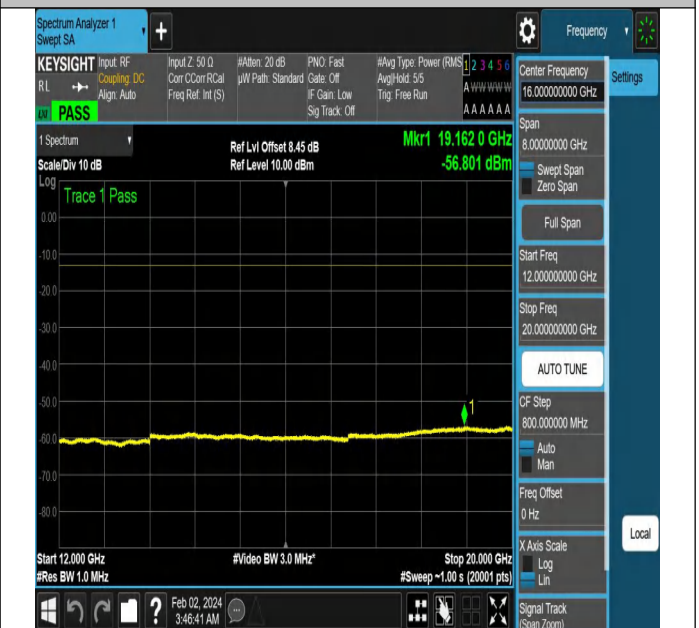 Spectrum Analyzer 1
Swept SA
+
Frequency
KEYSIGHT
RL
Input: RF
Coupling: DC
Align: Auto
Input Z: 50 Ω
Corr CCorr RCal
Freq Ref: Int (S)
#Atten: 20 dB
µW Path: Standard
PNO: Fast
Gate: Off
IF Gain: Low
Sig Track: Off
#Avg Type: Power (RMS
Avg|Hold: 5/5
Trig: Free Run
1 2 3 4 5 6
A W W W W W
A A A A A A
PASS
1 Spectrum
Scale/Div 10 dB
Ref Lvl Offset 8.45 dB
Ref Level 10.00 dBm
Mkr1 19.162 0 GHz
-56.801 dBm
Log
Trace 1 Pass
0.00
-10.0
-20.0
-30.0
-40.0
-50.0
-60.0
-70.0
-80.0
1
Start 12.000 GHz
#Res BW 1.0 MHz
#Video BW 3.0 MHz*
Stop 20.000 GHz
#Sweep ~1.00 s (20001 pts)
Feb 02, 2024
3:46:41 AM
?
Center Frequency
16.000000000 GHz
Settings
Span
8.00000000 GHz
Swept Span
Zero Span
Full Span
Start Freq
12.000000000 GHz
Stop Freq
20.000000000 GHz
AUTO TUNE
CF Step
800.000000 MHz
Auto
Man
Freq Offset
0 Hz
X Axis Scale
Log
Lin
Local
Signal Track
(Span Zoom)